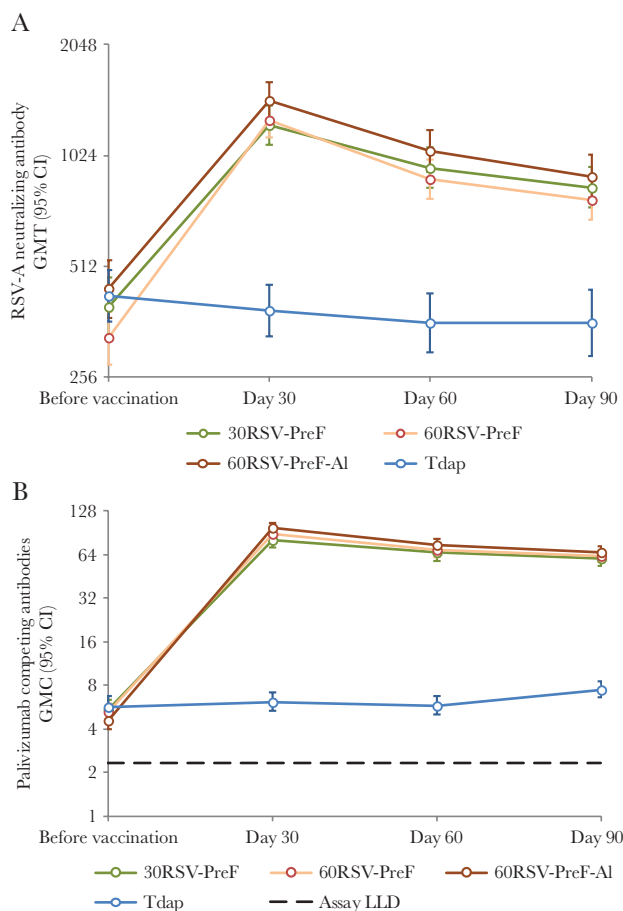 A
RSV-A neutralizing antibody
GMT (95% CI)
2048
1024
512
256
Before vaccination Day 30 Day 60 Day 90
30RSV-PreF 60RSV-PreF
60RSV-PreF-Al Tdap
B
Palivizumab competing antibodies
GMC (95% CI)
128
64
32
16
8
4
2
1
Before vaccination Day 30 Day 60 Day 90
30RSV-PreF 60RSV-PreF 60RSV-PreF-Al
Tdap Assay LLD